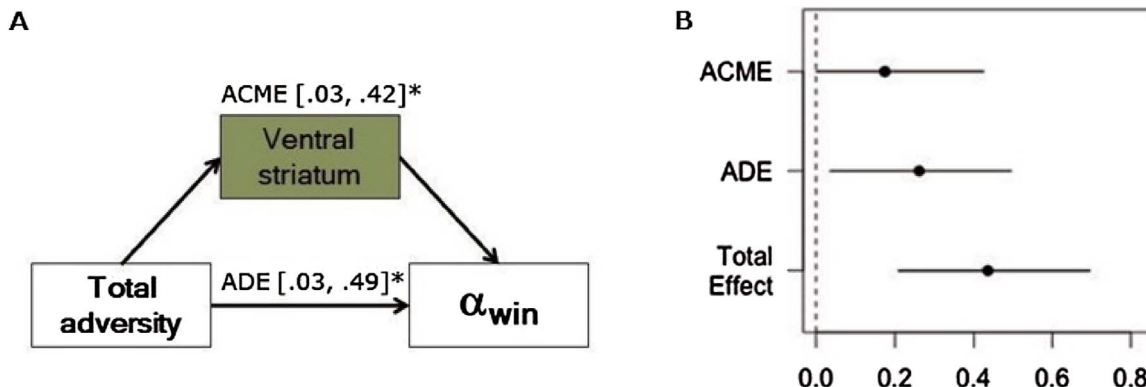 A
ACME [.03, .42]*
Ventral
striatum
Total
adversity
ADE [.03, .49]*
αwin
B
ACME
ADE
Total
Effect
0.0 0.2 0.4 0.6 0.8